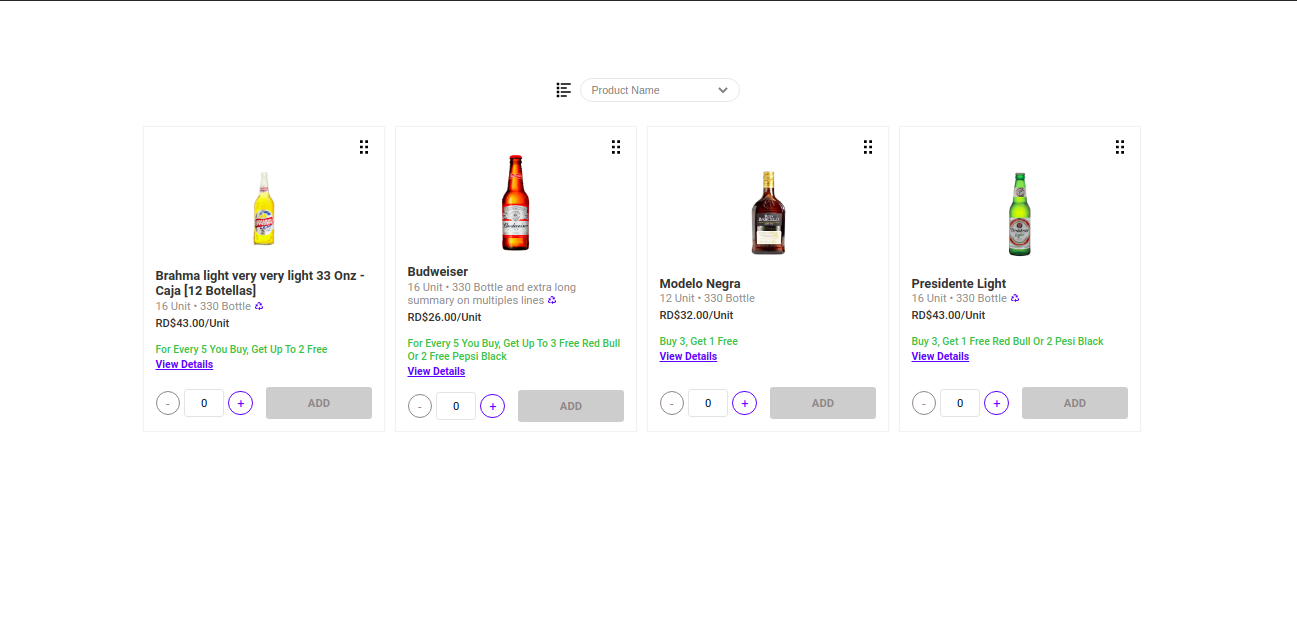 Product Name
Brahma light very very light 33 Onz -
Caja [12 Botellas]
16 Unit • 330 Bottle
RD$43.00/Unit
For Every 5 You Buy, Get Up To 2 Free
View Details
- 0 + ADD
Budweiser
Budweiser
16 Unit • 330 Bottle and extra long
summary on multiples lines
RD$26.00/Unit
For Every 5 You Buy, Get Up To 3 Free Red Bull
Or 2 Free Pepsi Black
View Details
- 0 + ADD
BARCELO
Modelo Negra
12 Unit • 330 Bottle
RD$32.00/Unit
Buy 3, Get 1 Free
View Details
- 0 + ADD
Presidente Light
16 Unit • 330 Bottle
RD$43.00/Unit
Buy 3, Get 1 Free Red Bull Or 2 Pesi Black
View Details
- 0 + ADD